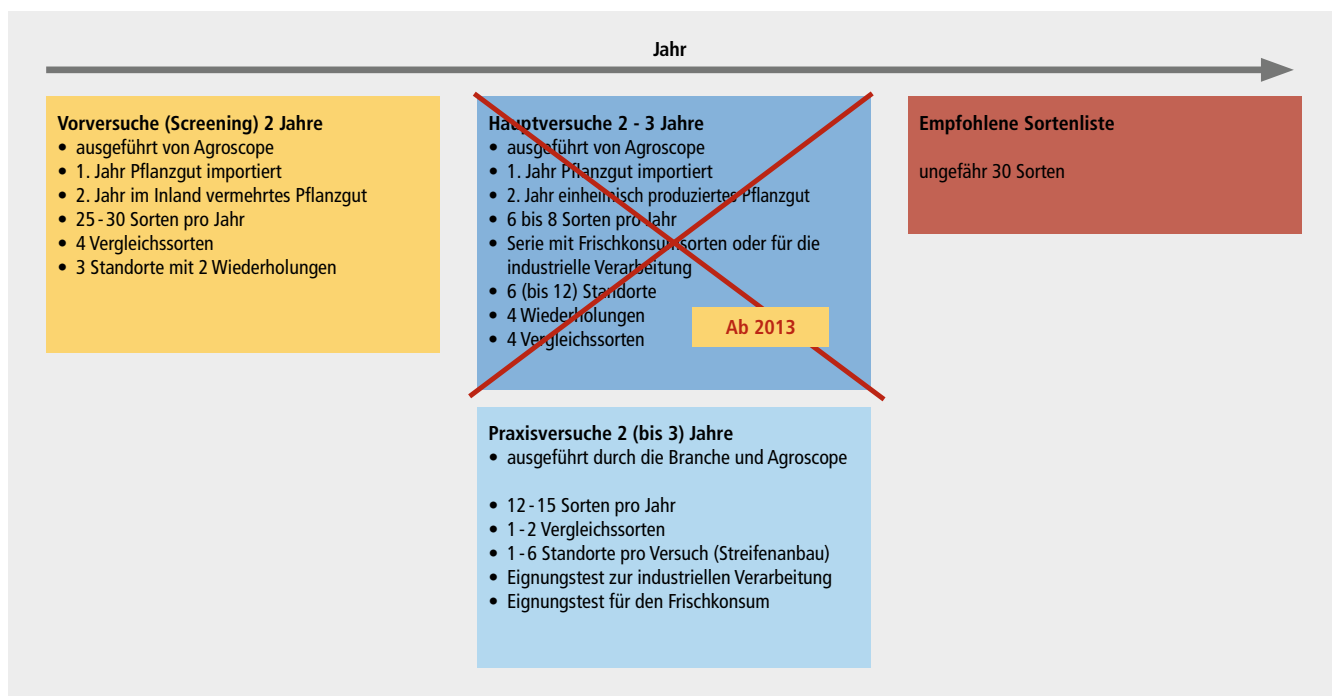 Jahr
Vorversuche (Screening) 2 Jahre
• ausgeführt von Agroscope
• 1. Jahr Pflanzgut importiert
• 2. Jahr im Inland vermehrtes Pflanzgut
• 25-30 Sorten pro Jahr
• 4 Vergleichssorten
• 3 Standorte mit 2 Wiederholungen
Hauptversuche 2 - 3 Jahre
• ausgeführt von Agroscope
• 1. Jahr Pflanzgut importiert
• 2. Jahr einheimisch produziertes Pflanzgut
• 6 bis 8 Sorten pro Jahr
• Serie mit Frischkonsumsorten oder für die
industrielle Verarbeitung
• 6 (bis 12) Standorte
• 4 Wiederholungen
• 4 Vergleichssorten
Ab 2013
Praxisversuche 2 (bis 3) Jahre
• ausgeführt durch die Branche und Agroscope
• 12-15 Sorten pro Jahr
• 1-2 Vergleichssorten
• 1-6 Standorte pro Versuch (Streifenanbau)
• Eignungstest zur industriellen Verarbeitung
• Eignungstest für den Frischkonsum
Empfohlene Sortenliste
ungefähr 30 Sorten